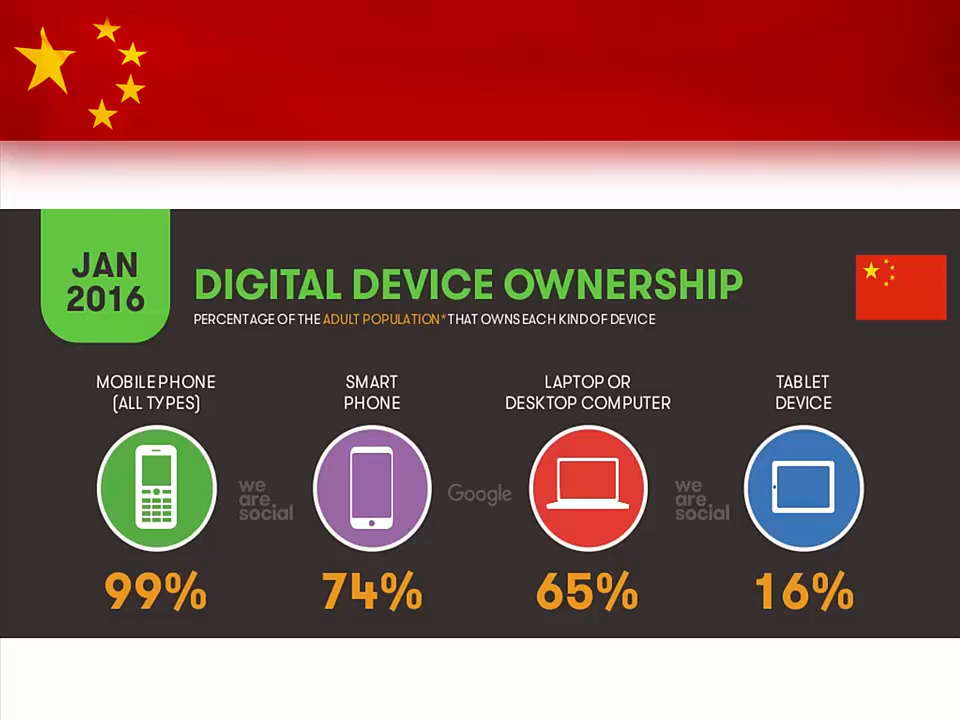 JAN
2016
DIGITAL DEVICE OWNERSHIP
PERCENTAGE OF THE ADULT POPULATION* THAT OWNS EACH KIND OF DEVICE
MOBILE PHONE
(ALL TYPES)
SMART
PHONE
LAPTOP OR
DESKTOP COMPUTER
TABLET
DEVICE
we
are
social
Google
we
are
social
99%
74%
65%
16%